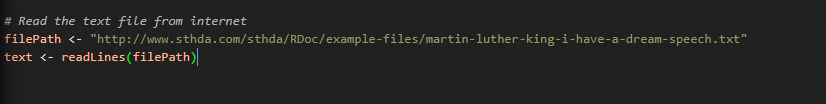 # Read the text file from internet
filePath <- "http://www.sthda.com/sthda/RDoc/example-files/martin-luther-king-i-have-a-dream-speech.txt"
text <- readLines(filePath)